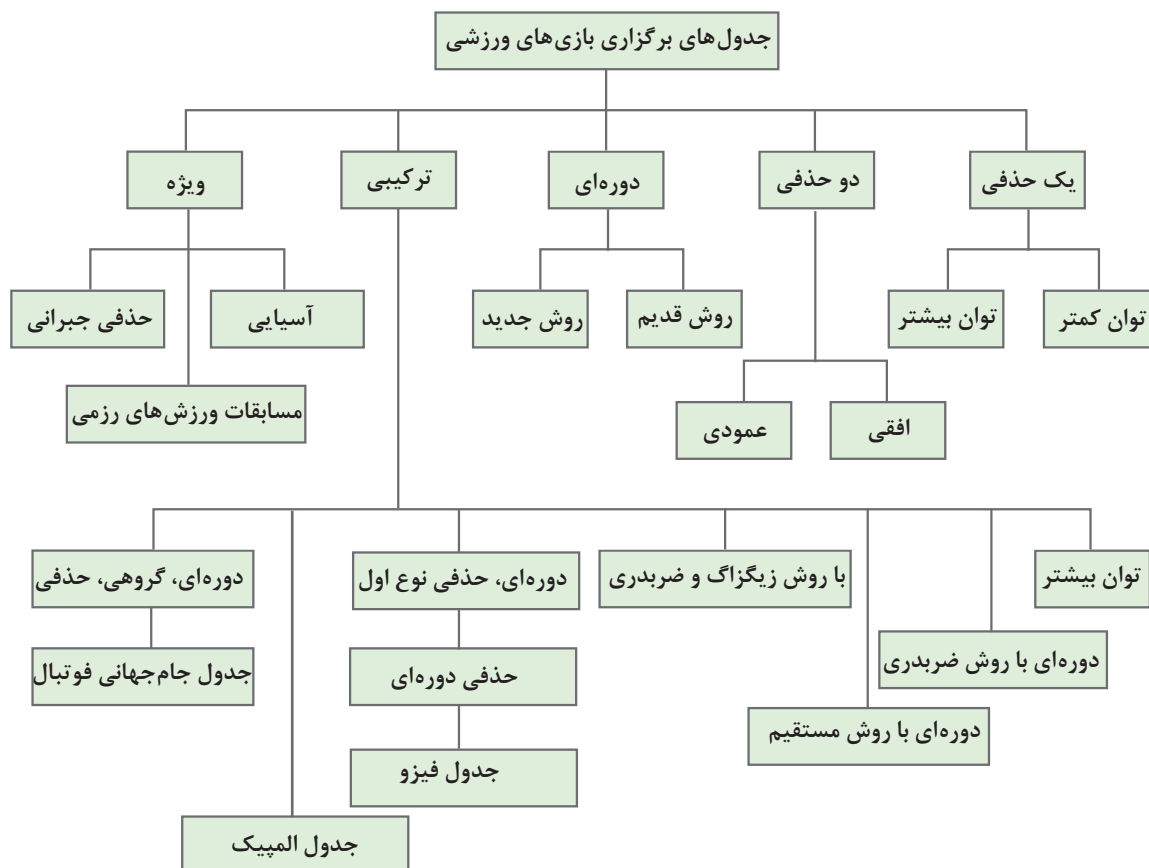 جدول‌های برگزاری بازی‌های ورزشی
یک حذفی
دو حذفی
دوره‌ای
ترکیبی
ویژه
توان کمتر
توان بیشتر
روش قدیم
روش جدید
آسیایی
حذفی جبرانی
افقی
عمودی
مسابقات ورزش‌های رزمی
توان بیشتر
با روش زیگزاگ و ضربدری
دوره‌ای، حذفی نوع اول
دوره‌ای، گروهی، حذفی
دوره‌ای با روش ضربدری
حذفی دوره‌ای
جدول جام‌جهانی فوتبال
دوره‌ای با روش مستقیم
جدول فیزو
جدول المپیک